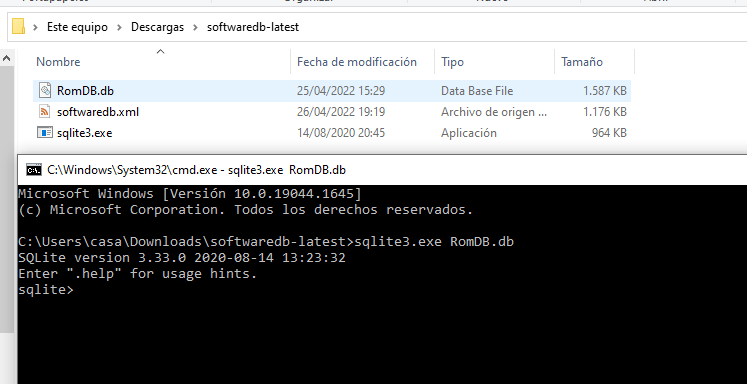 Portapapeles Organizar Nuevo Abrir
Este equipo > Descargas > softwaredb-latest
Nombre Fecha de modificación Tipo Tamaño
RomDB.db 25/04/2022 15:29 Data Base File 1.587 KB
softwaredb.xml 26/04/2022 19:19 Archivo de origen ... 1.176 KB
sqlite3.exe 14/08/2020 20:45 Aplicación 964 KB
C:\Windows\System32\cmd.exe - sqlite3.exe RomDB.db
Microsoft Windows [Versión 10.0.19044.1645]
(c) Microsoft Corporation. Todos los derechos reservados.
C:\Users\casa\Downloads\softwaredb-latest>sqlite3.exe RomDB.db
SQLite version 3.33.0 2020-08-14 13:23:32
Enter ".help" for usage hints.
sqlite>